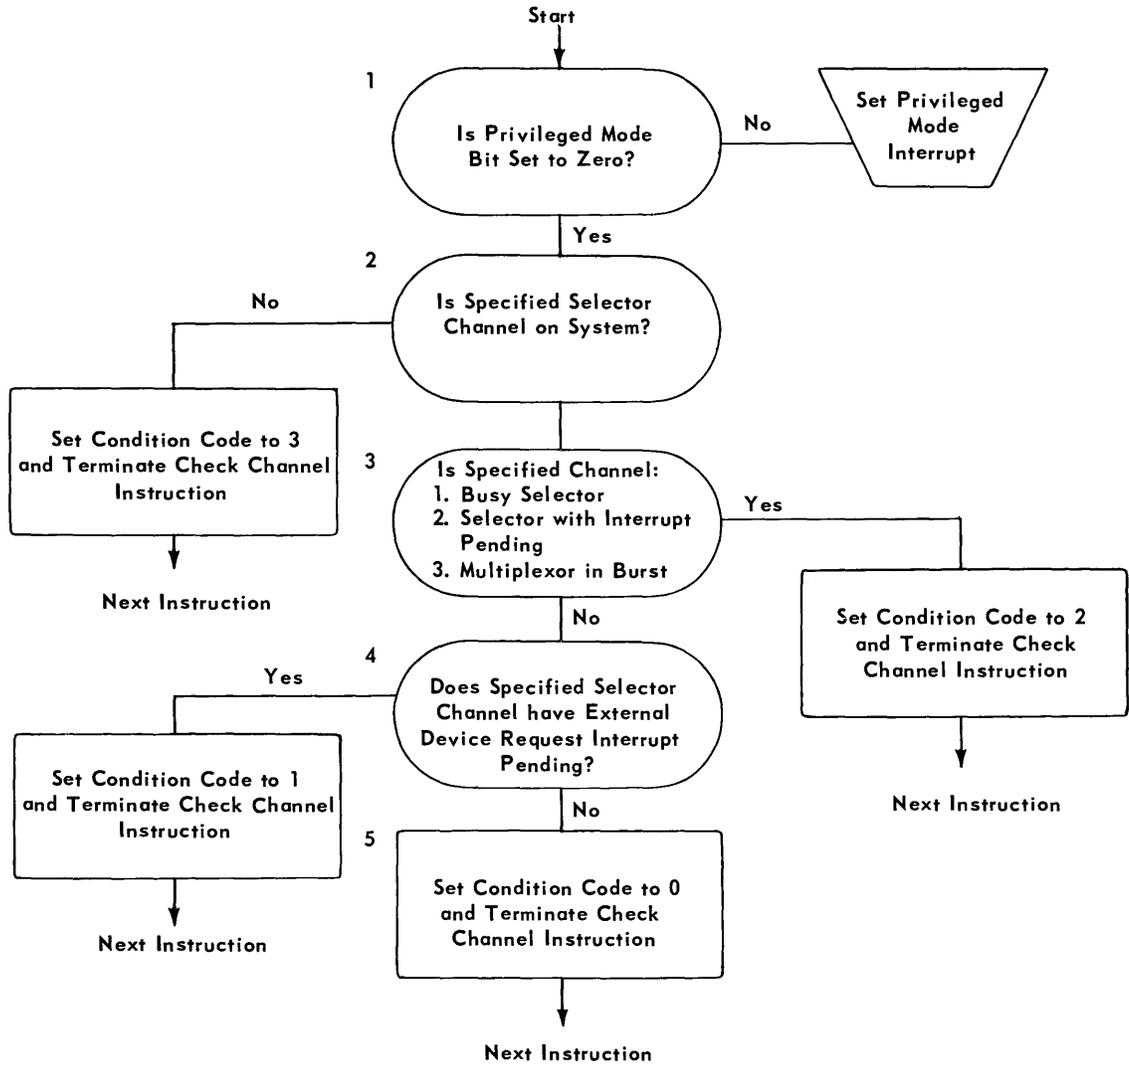 Start
1
Is Privileged Mode
Bit Set to Zero?
No
Set Privileged
Mode
Interrupt
Yes
2
Is Specified Selector
Channel on System?
No
Set Condition Code to 3
and Terminate Check Channel
Instruction
Next Instruction
3
Is Specified Channel:
1. Busy Selector
2. Selector with Interrupt
Pending
3. Multiplexor in Burst
Yes
Set Condition Code to 2
and Terminate Check
Channel Instruction
Next Instruction
No
4
Does Specified Selector
Channel have External
Device Request Interrupt
Pending?
Yes
Set Condition Code to 1
and Terminate Check Channel
Instruction
Next Instruction
No
5
Set Condition Code to 0
and Terminate Check
Channel Instruction
Next Instruction